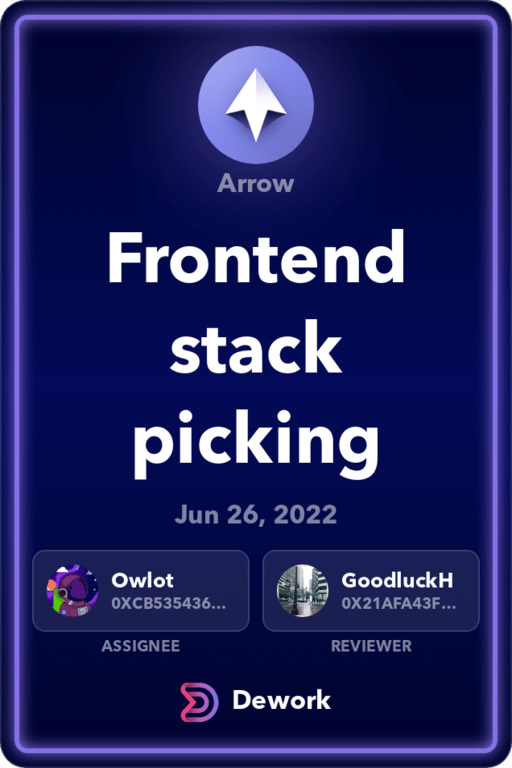 Arrow
Frontend
stack
picking
Jun 26, 2022
Owlot
0XCB535436...
GoodluckH
0X21AFA43F...
ASSIGNEE
REVIEWER
Dework